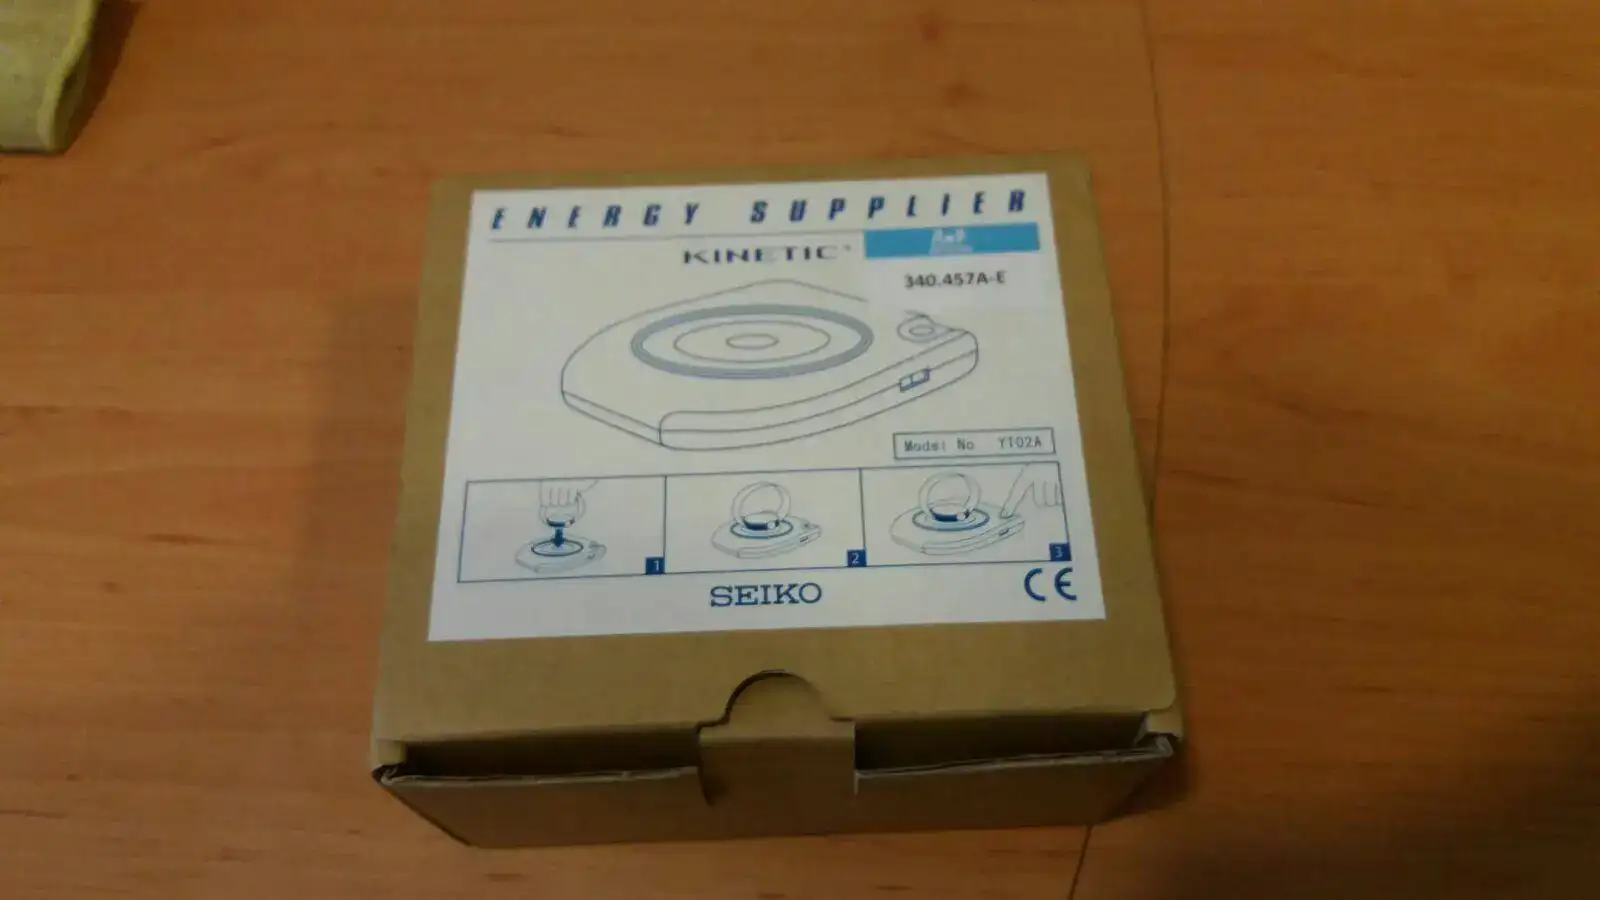 ENERGY SUPPLIER
KINETIC
340.457A-E
Model No YT02A
1
2
3
SEIKO
CE